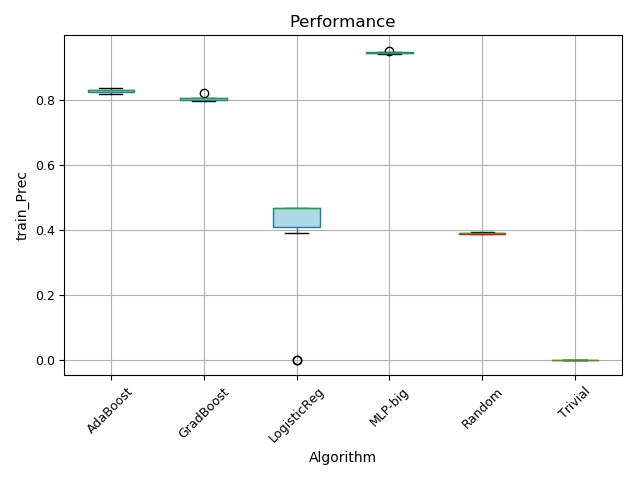 Performance
train_Prec
0.8
0.6
0.4
0.2
0.0
AdaBoost
GradBoost
LogisticReg
MLP-big
Random
Trivial
Algorithm